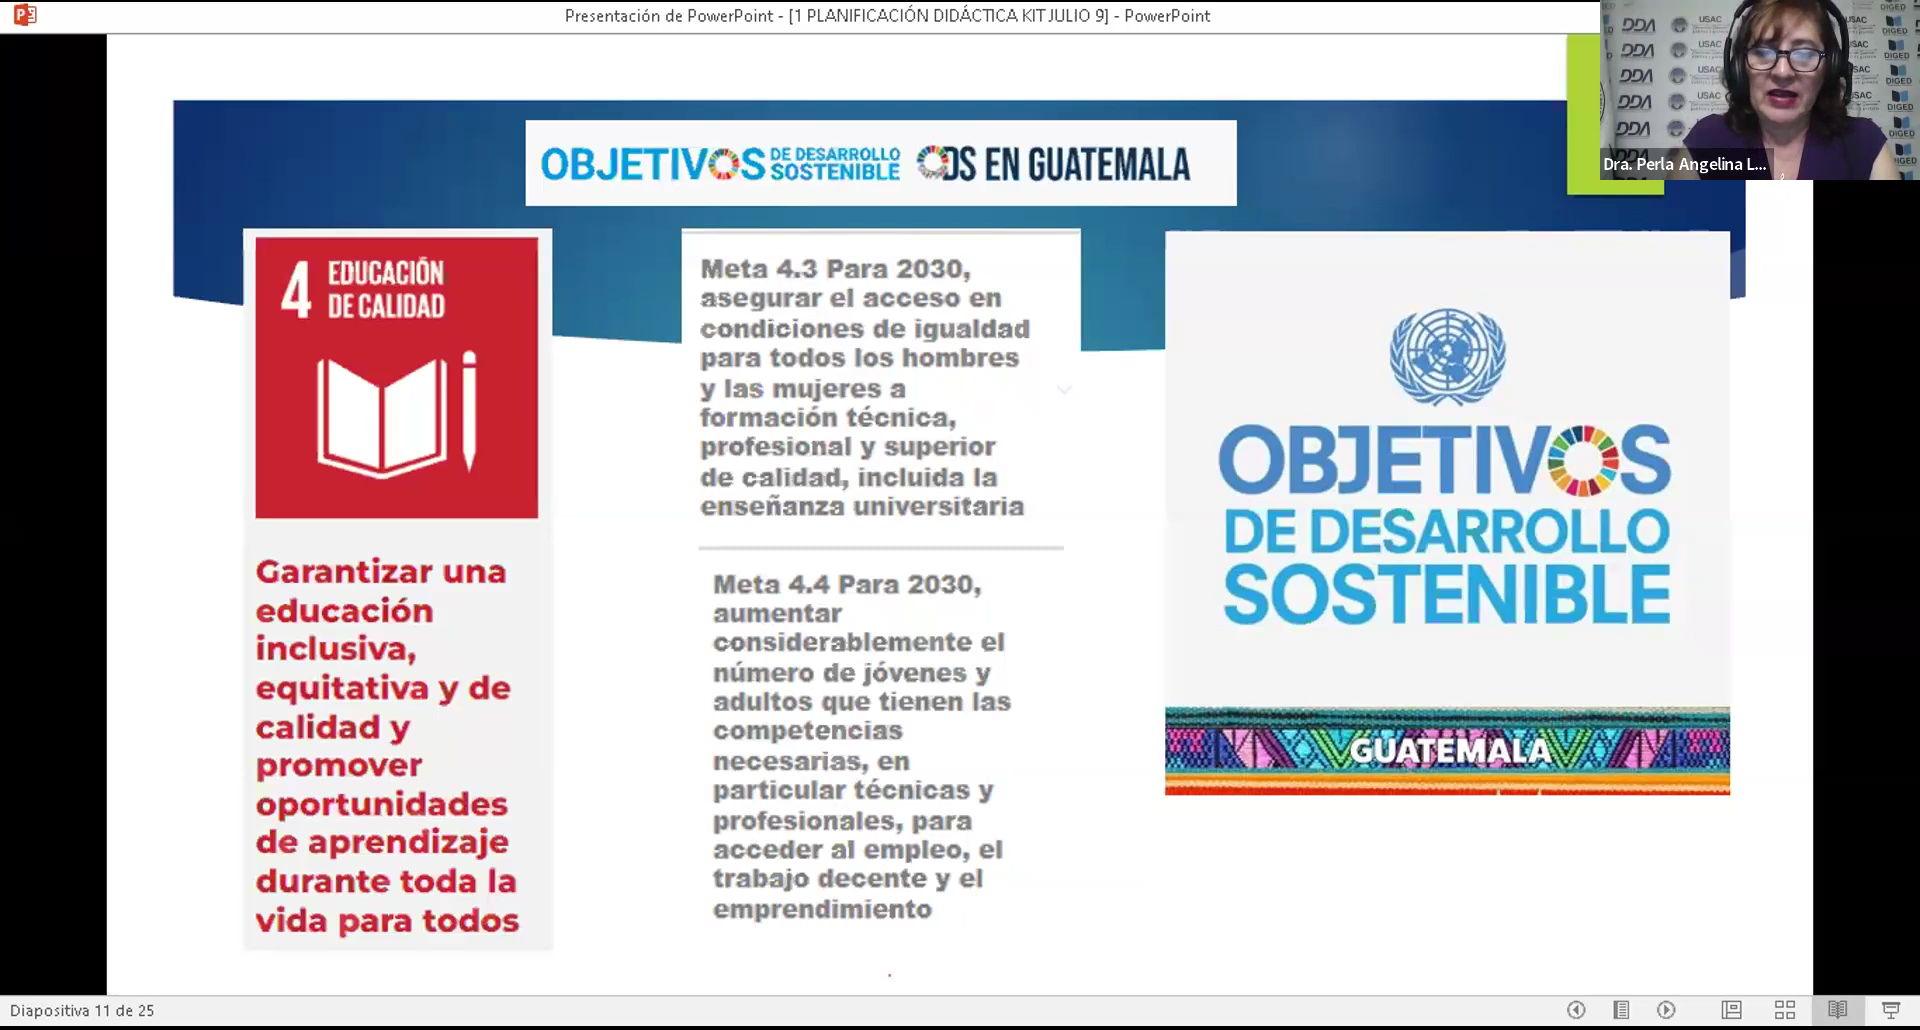 Presentación de PowerPoint - [1 PLANIFICACIÓN DIDÁCTICA KIT JULIO 9] - PowerPoint
OBJETIVOS DE DESARROLLO SOSTENIBLE ODS EN GUATEMALA
4 EDUCACIÓN
DE CALIDAD
Garantizar una
educación
inclusiva,
equitativa y de
calidad y
promover
oportunidades
de aprendizaje
durante toda la
vida para todos
Meta 4.3 Para 2030,
asegurar el acceso en
condiciones de igualdad
para todos los hombres
y las mujeres a
formación técnica,
profesional y superior
de calidad, incluida la
enseñanza universitaria
Meta 4.4 Para 2030,
aumentar
considerablemente el
número de jóvenes y
adultos que tienen las
competencias
necesarias, en
particular técnicas y
profesionales, para
acceder al empleo, el
trabajo decente y el
emprendimiento
OBJETIVOS
DE DESARROLLO
SOSTENIBLE
GUATEMALA
DDA USAC DIGED
Dra. Perla Angelina L...
Diapositiva 11 de 25